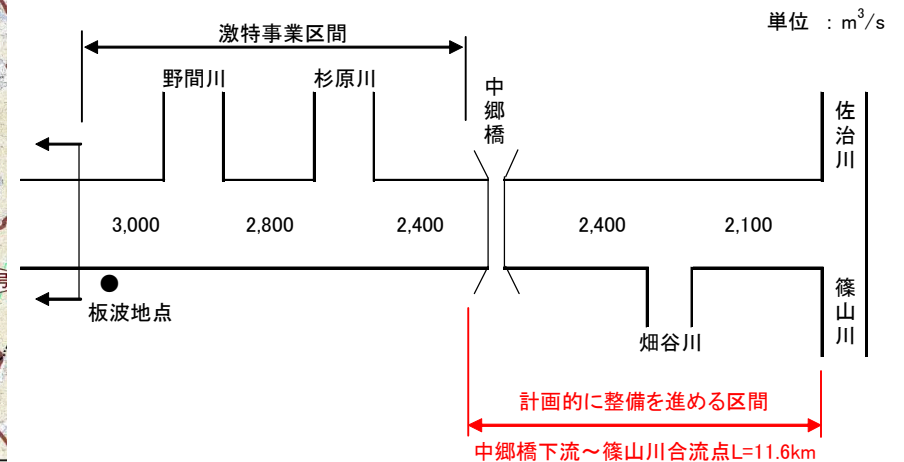 単位 : m³/s
激特事業区間
野間川
杉原川
中郷橋
佐治川
3,000
2,800
2,400
2,400
2,100
板波地点
畑谷川
篠山川
計画的に整備を進める区間
中郷橋下流～篠山川合流点L=11.6km